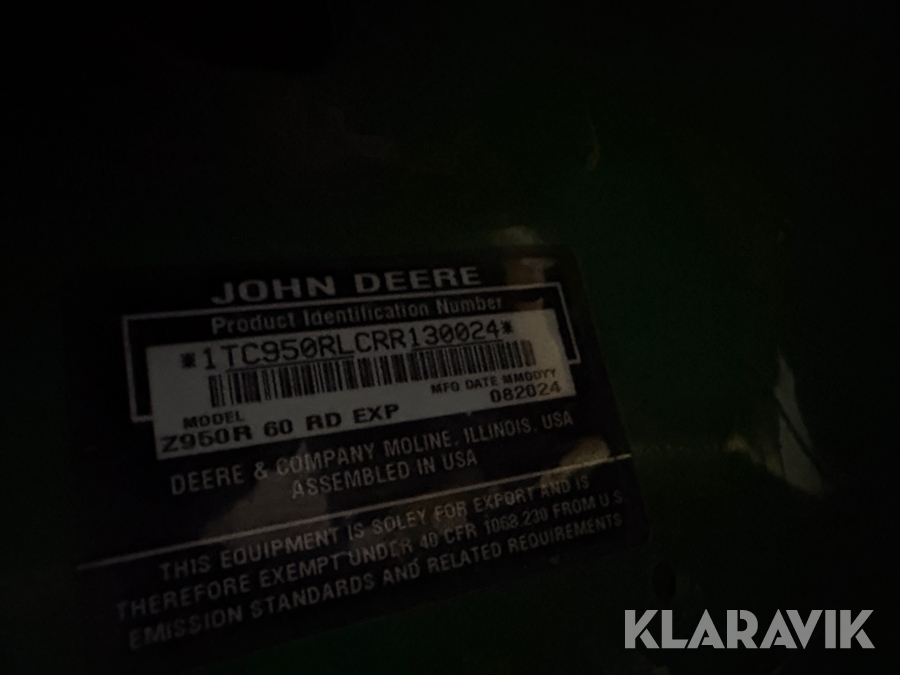 JOHN DEERE
Product Identification Number
*1TC950RLCRR130024*
MFG DATE MMDDYY
082024
MODEL
Z950R 60 RD EXP
DEERE & COMPANY MOLINE, ILLINOIS, USA
ASSEMBLED IN USA
THIS EQUIPMENT IS SOLEY FOR EXPORT AND IS
THEREFORE EXEMPT UNDER 40 CFR 1068.230 FROM U.S.
EMISSION STANDARDS AND RELATED REQUIREMENTS
KLARAVIK